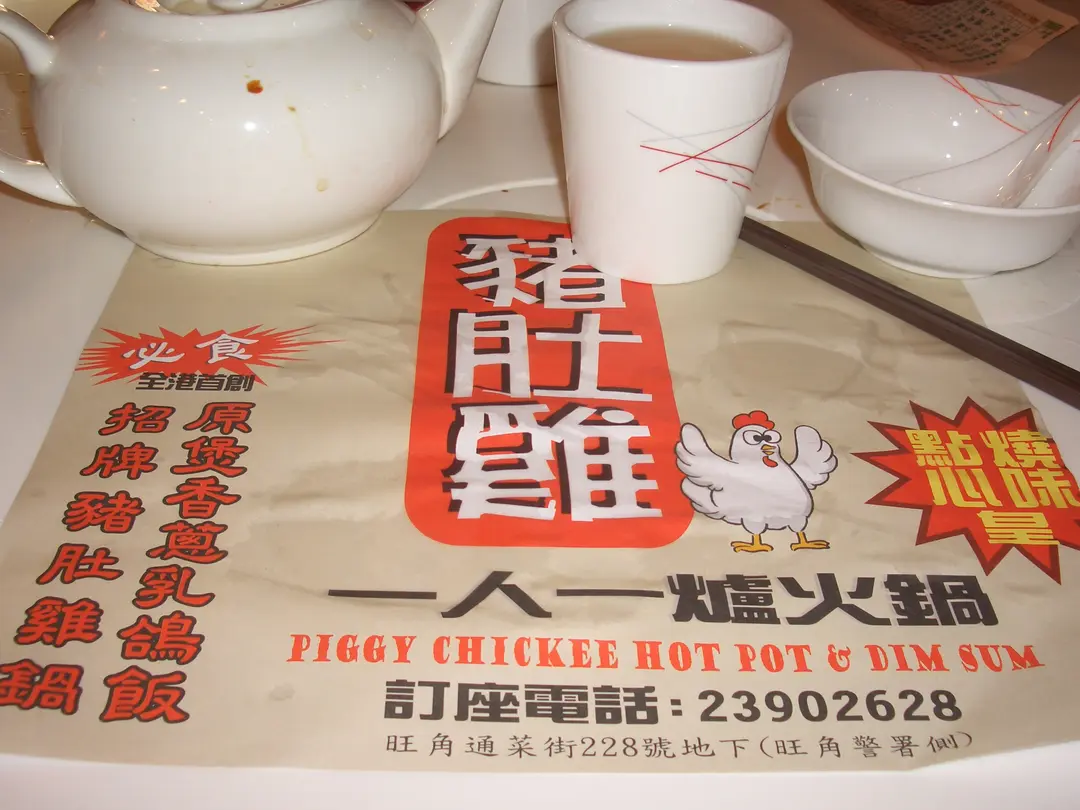 豬肚雞
必食
全港首創
原煲香蔥乳鴿飯
招牌豬肚雞鍋
點心燒味皇
一人一爐火鍋
PIGGY CHICKEE HOT POT & DIM SUM
訂座電話：23902628
旺角通菜街228號地下(旺角警署側)